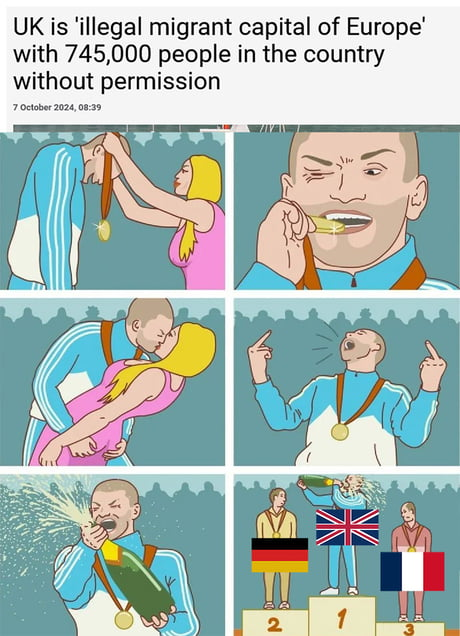 UK is 'illegal migrant capital of Europe'
with 745,000 people in the country
without permission
7 October 2024, 08:39
2
1
3